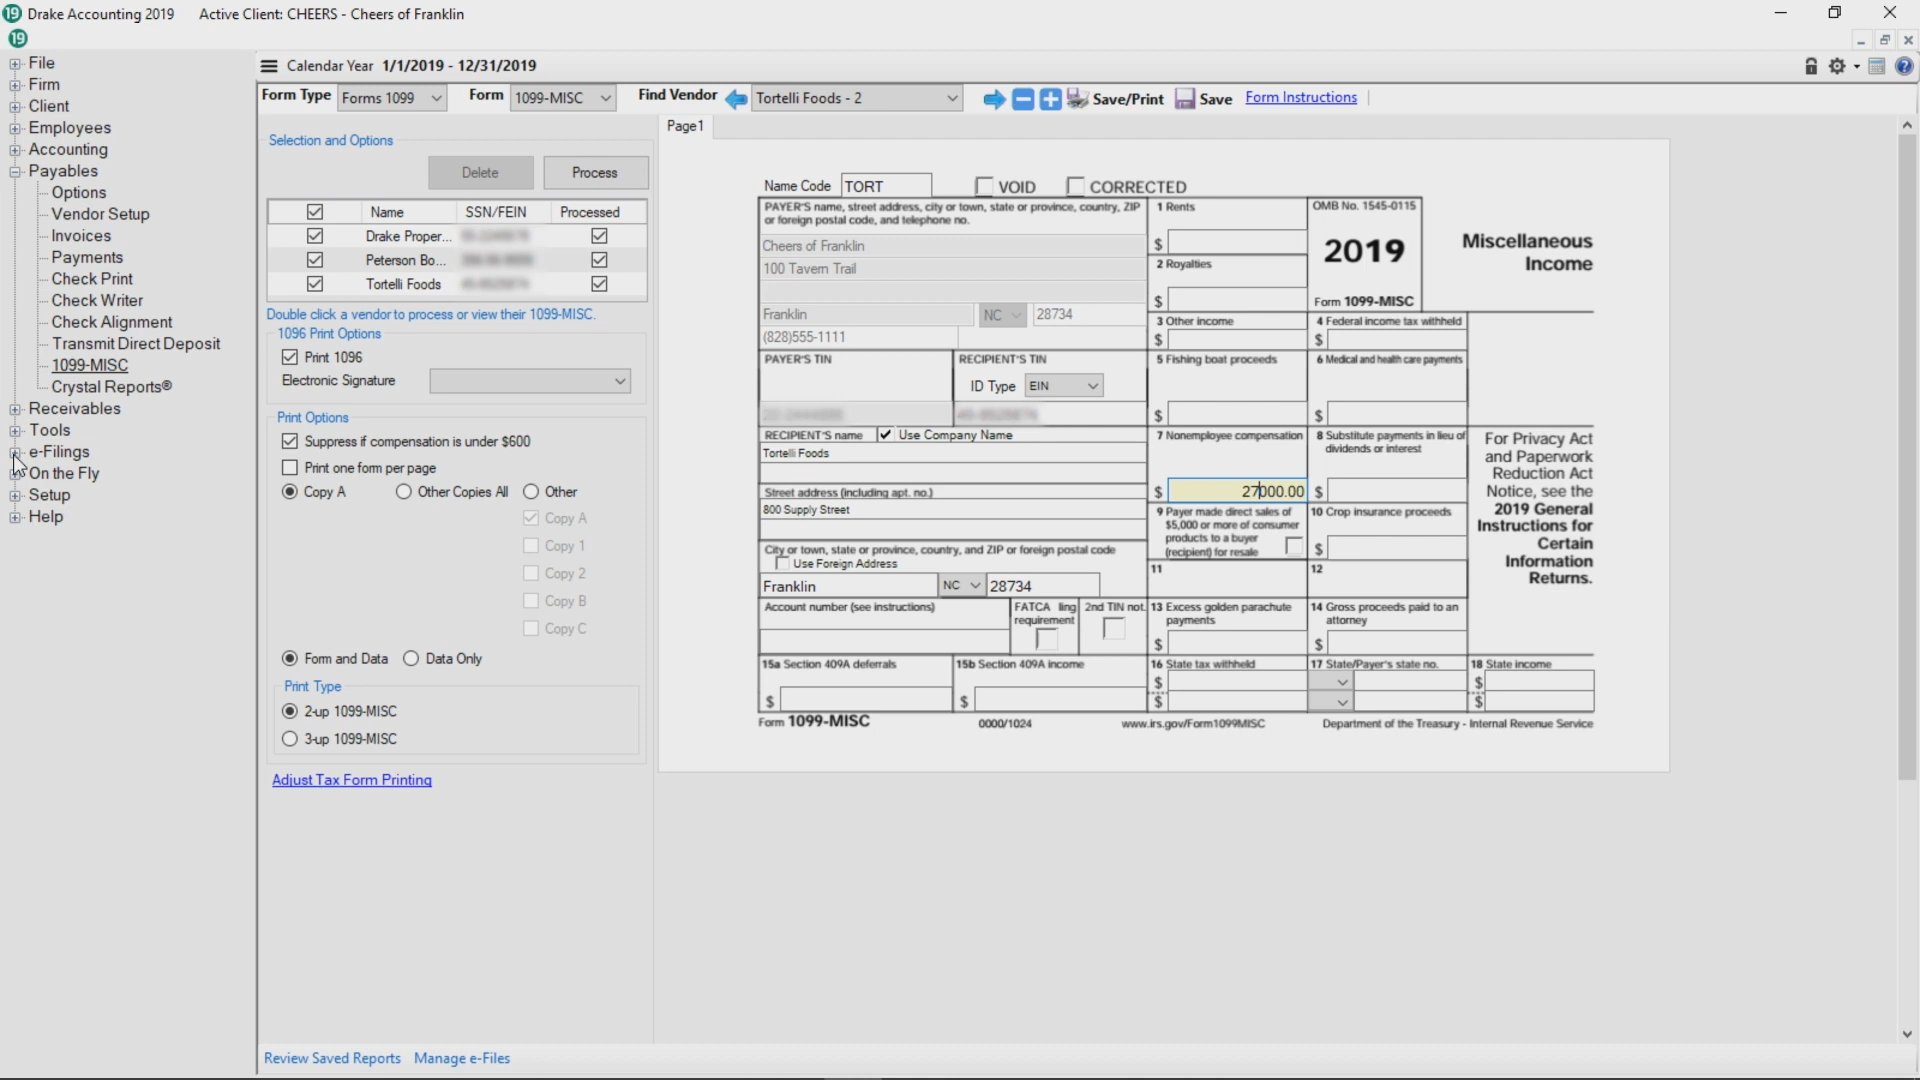 19 Drake Accounting 2019 Active Client: CHEERS - Cheers of Franklin
19
File
Firm
Client
Employees
Accounting
Payables
Options
Vendor Setup
Invoices
Payments
Check Print
Check Writer
Check Alignment
Transmit Direct Deposit
1099-MISC
Crystal Reports®
Receivables
Tools
e-Filings
On the Fly
Setup
Help
Calendar Year 1/1/2019 - 12/31/2019
Form Type Forms 1099 Form 1099-MISC Find Vendor Tortelli Foods - 2 Save/Print Save Form Instructions
Selection and Options
Delete Process
Name SSN/FEIN Processed
Drake Proper...
Peterson Bo...
Tortelli Foods
Double click a vendor to process or view their 1099-MISC.
1096 Print Options
Print 1096
Electronic Signature
Print Options
Suppress if compensation is under $600
Print one form per page
Copy A Other Copies All Other
Copy A
Copy 1
Copy 2
Copy B
Copy C
Form and Data Data Only
Print Type
2-up 1099-MISC
3-up 1099-MISC
Adjust Tax Form Printing
Page1
Name Code TORT VOID CORRECTED
PAYER'S name, street address, city or town, state or province, country, ZIP
or foreign postal code, and telephone no.
Cheers of Franklin
100 Tavern Trail
Franklin NC 28734
(828)555-1111
PAYER'S TIN
RECIPIENT'S TIN
ID Type EIN
RECIPIENT'S name Use Company Name
Tortelli Foods
Street address (including apt. no.)
800 Supply Street
City or town, state or province, country, and ZIP or foreign postal code
Use Foreign Address
Franklin NC 28734
Account number (see instructions)
FATCA ling
requirement
2nd TIN not.
15a Section 409A deferrals
$
15b Section 409A income
$
1 Rents
$
2 Royalties
$
OMB No. 1545-0115
2019
Form 1099-MISC
Miscellaneous
Income
3 Other income
$
4 Federal income tax withheld
$
5 Fishing boat proceeds
$
6 Medical and health care payments
$
7 Nonemployee compensation
$ 27000.00
8 Substitute payments in lieu of
dividends or interest
$
9 Payer made direct sales of
$5,000 or more of consumer
products to a buyer
(recipient) for resale
10 Crop insurance proceeds
$
11
12
13 Excess golden parachute
payments
$
14 Gross proceeds paid to an
attorney
$
16 State tax withheld
$
$
17 State/Payer's state no.
18 State income
$
$
For Privacy Act
and Paperwork
Reduction Act
Notice, see the
2019 General
Instructions for
Certain
Information
Returns.
Form 1099-MISC 0000/1024 www.irs.gov/Form1099MISC Department of the Treasury - Internal Revenue Service
Review Saved Reports Manage e-Files